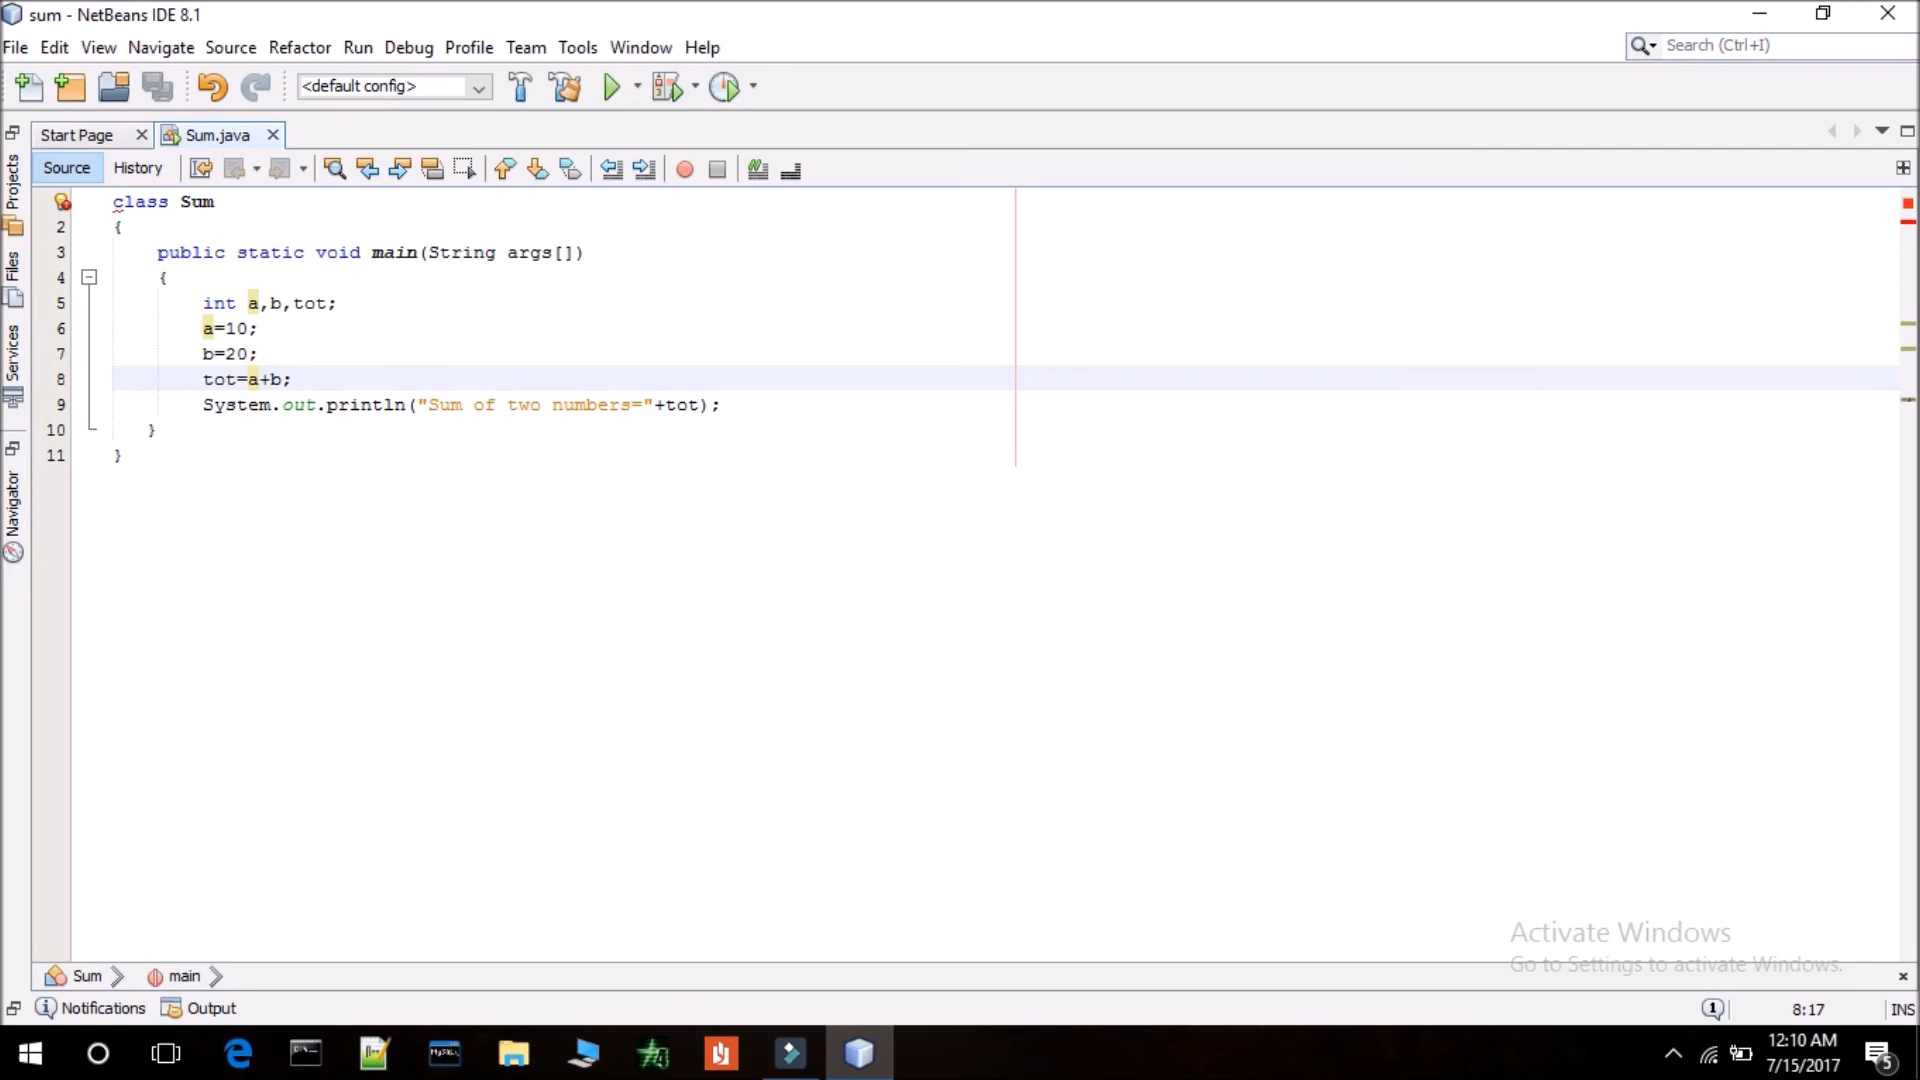 sum - NetBeans IDE 8.1
File Edit View Navigate Source Refactor Run Debug Profile Team Tools Window Help
Search (Ctrl+I)
<default config>
Start Page
Sum.java
Source History
Projects
Files
Services
Navigator
class Sum
2 {
3 public static void main(String args[])
4 {
5 int a,b,tot;
6 a=10;
7 b=20;
8 tot=a+b;
9 System.out.println("Sum of two numbers="+tot);
10 }
11 }
Activate Windows
Go to Settings to activate Windows.
Sum main
Notifications Output
1 8:17 INS
MySQL
12:10 AM
7/15/2017
5